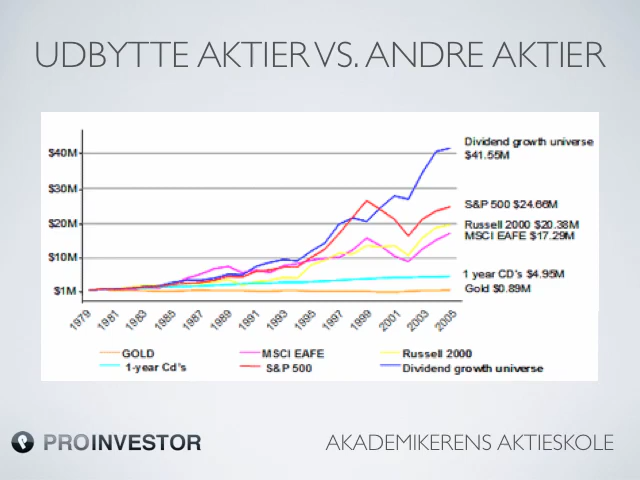 UDBYTTE AKTIER VS. ANDRE AKTIER
$40M
$30M
$20M
$10M
$1M
Dividend growth universe
$41.55M
S&P 500 $24.66M
Russell 2000 $20.38M
MSCI EAFE $17.29M
1 year CD's $4.95M
Gold $0.89M
1979 1981 1983 1985 1987 1989 1991 1993 1995 1997 1999 2001 2003 2005
GOLD MSCI EAFE Russell 2000
1-year Cd's S&P 500 Dividend growth universe
PROINVESTOR AKADEMIKERENS AKTIESKOLE